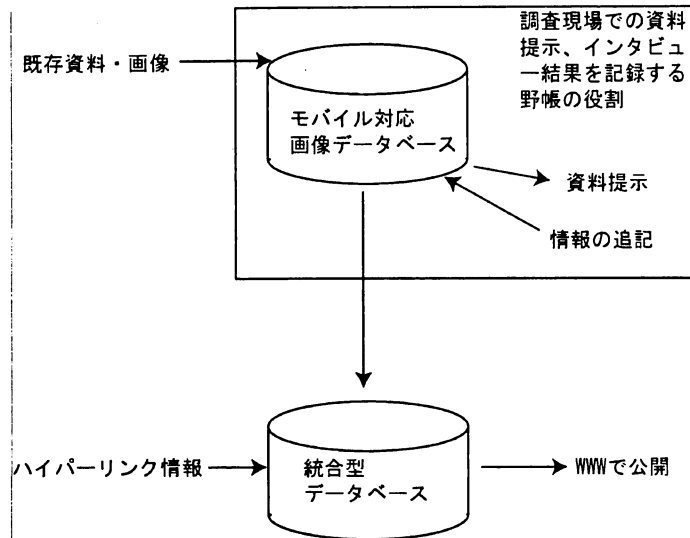 調査現場での資料
提示、インタビュ
ー結果を記録する
野帳の役割
既存資料・画像
モバイル対応
画像データベース
資料提示
情報の追記
ハイパーリンク情報
統合型
データベース
WWWで公開